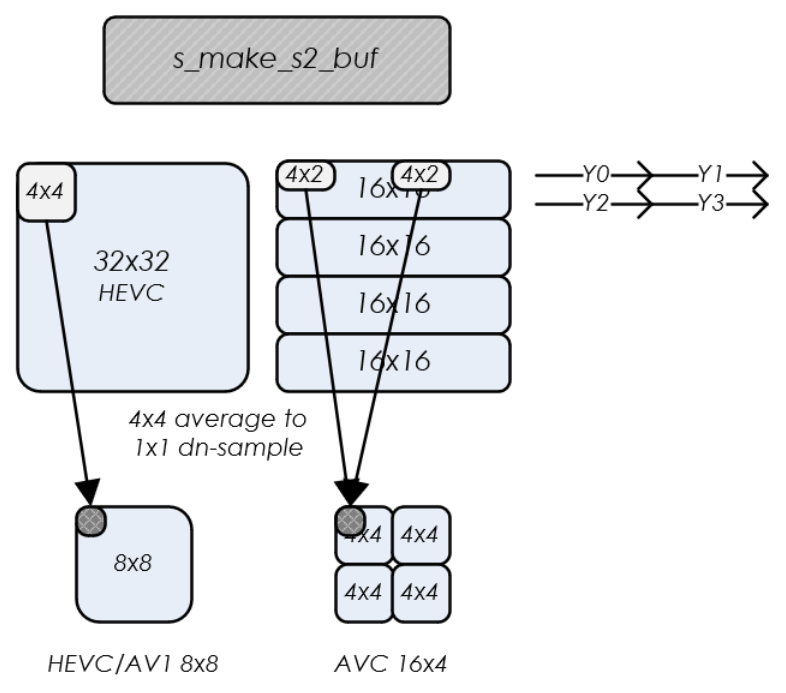 s_make_s2_buf
4x4
32x32
HEVC
4x2
4x2
16x16
16x16
16x16
16x16
Y0
Y1
Y2
Y3
4x4 average to
1x1 dn-sample
8x8
4x4
4x4
4x4
4x4
HEVC/AV1 8x8
AVC 16x4